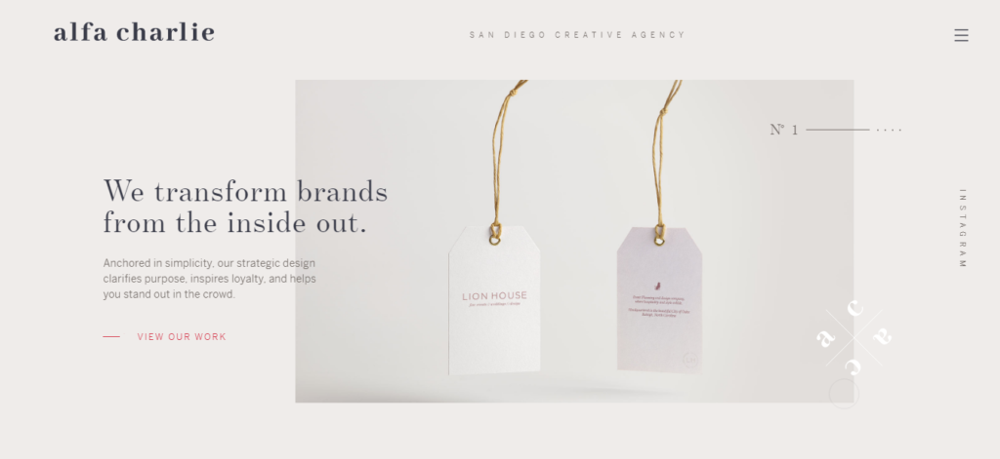 alfa charlie
SAN DIEGO CREATIVE AGENCY
Nº 1
We transform brands
from the inside out.
Anchored in simplicity, our strategic design
clarifies purpose, inspires loyalty, and helps
you stand out in the crowd.
VIEW OUR WORK
LION HOUSE
INSTAGRAM
a c a c